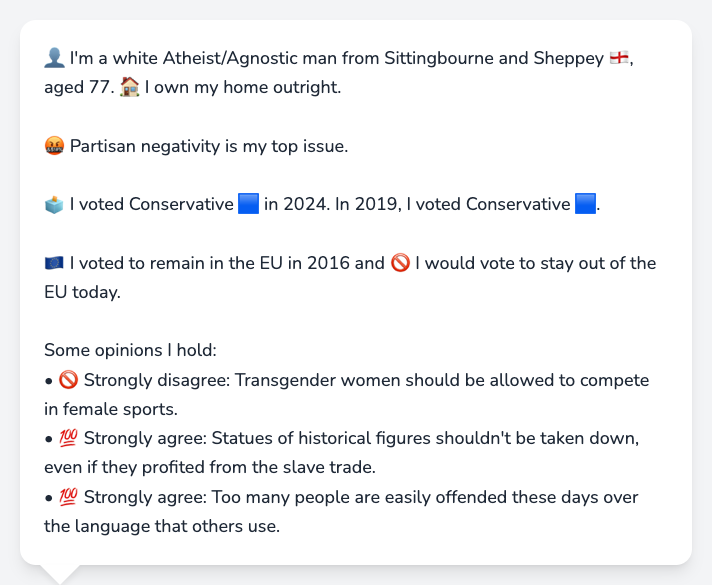 👤 I'm a white Atheist/Agnostic man from Sittingbourne and Sheppey 🏴󠁧󠁢󠁥󠁮󠁧󠁿,
aged 77. 🏠 I own my home outright.
🤬 Partisan negativity is my top issue.
🗳️ I voted Conservative 🟦 in 2024. In 2019, I voted Conservative 🟦.
🇪🇺 I voted to remain in the EU in 2016 and 🚫 I would vote to stay out of the
EU today.
Some opinions I hold:
• 🚫 Strongly disagree: Transgender women should be allowed to compete
in female sports.
• 💯 Strongly agree: Statues of historical figures shouldn't be taken down,
even if they profited from the slave trade.
• 💯 Strongly agree: Too many people are easily offended these days over
the language that others use.